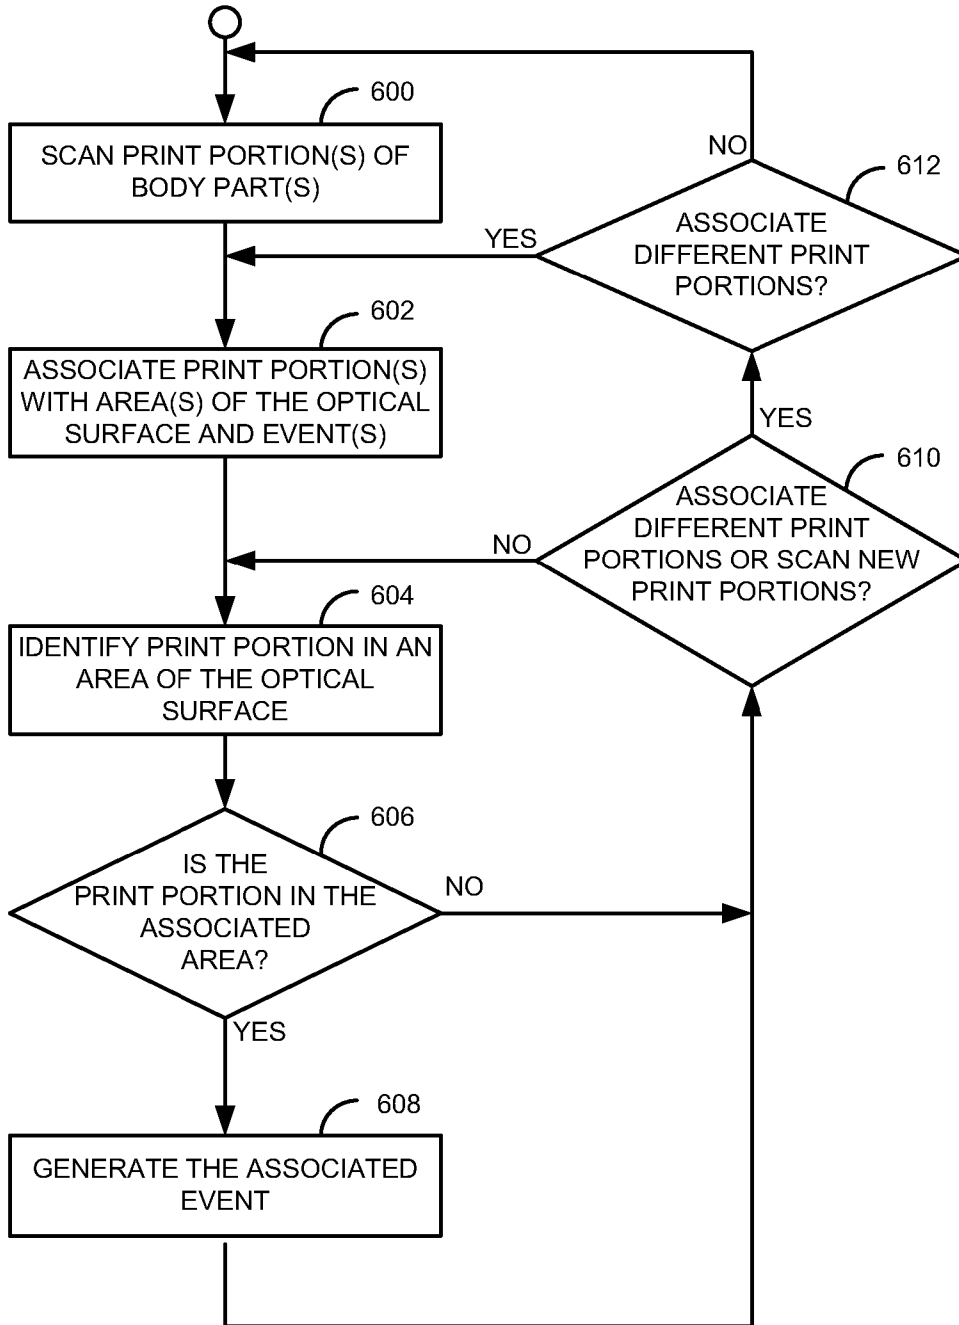 600
SCAN PRINT PORTION(S) OF
BODY PART(S)
NO
612
ASSOCIATE
DIFFERENT PRINT
PORTIONS?
YES
602
ASSOCIATE PRINT PORTION(S)
WITH AREA(S) OF THE OPTICAL
SURFACE AND EVENT(S)
YES
610
ASSOCIATE
DIFFERENT PRINT
PORTIONS OR SCAN NEW
PRINT PORTIONS?
NO
604
IDENTIFY PRINT PORTION IN AN
AREA OF THE OPTICAL
SURFACE
606
IS THE
PRINT PORTION IN THE
ASSOCIATED
AREA?
NO
YES
608
GENERATE THE ASSOCIATED
EVENT